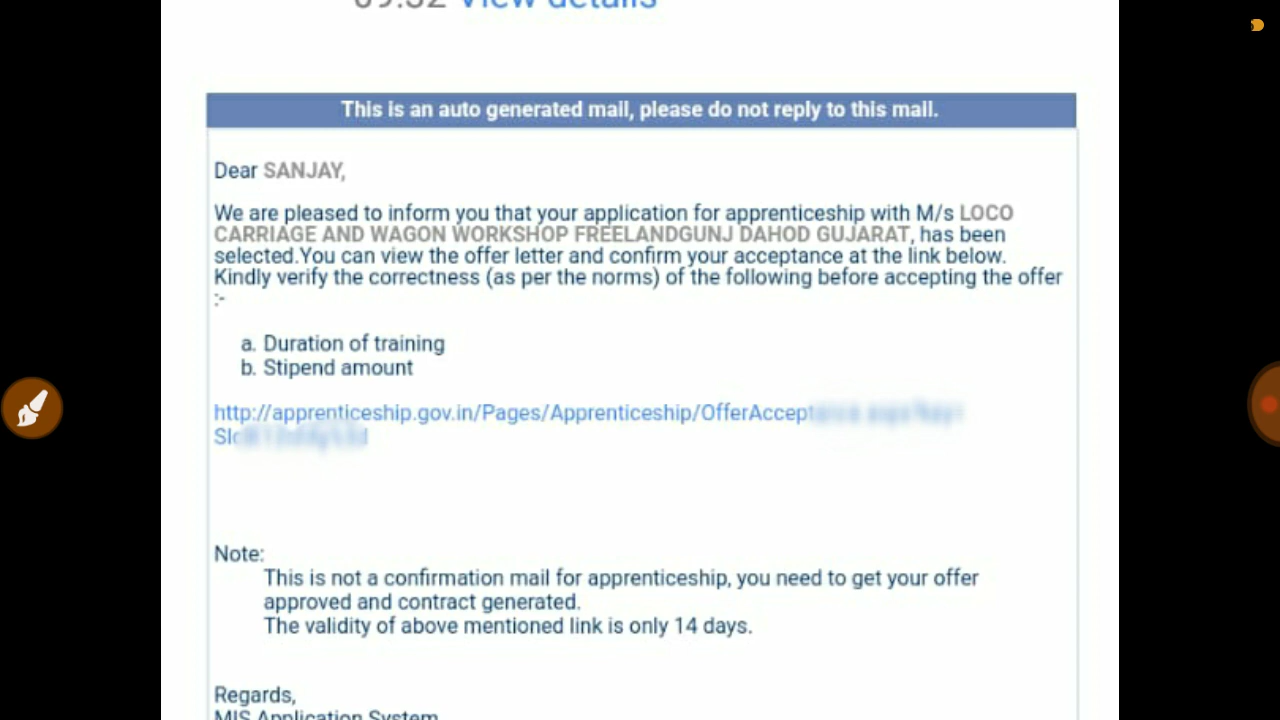 09:32 View details
This is an auto generated mail, please do not reply to this mail.
Dear SANJAY,
We are pleased to inform you that your application for apprenticeship with M/s LOCO
CARRIAGE AND WAGON WORKSHOP FREELANDGUNJ DAHOD GUJARAT, has been
selected.You can view the offer letter and confirm your acceptance at the link below.
Kindly verify the correctness (as per the norms) of the following before accepting the offer
:-
a. Duration of training
b. Stipend amount
http://apprenticeship.gov.in/Pages/Apprenticeship/OfferAccep
Note:
This is not a confirmation mail for apprenticeship, you need to get your offer
approved and contract generated.
The validity of above mentioned link is only 14 days.
Regards,
MIS Application System